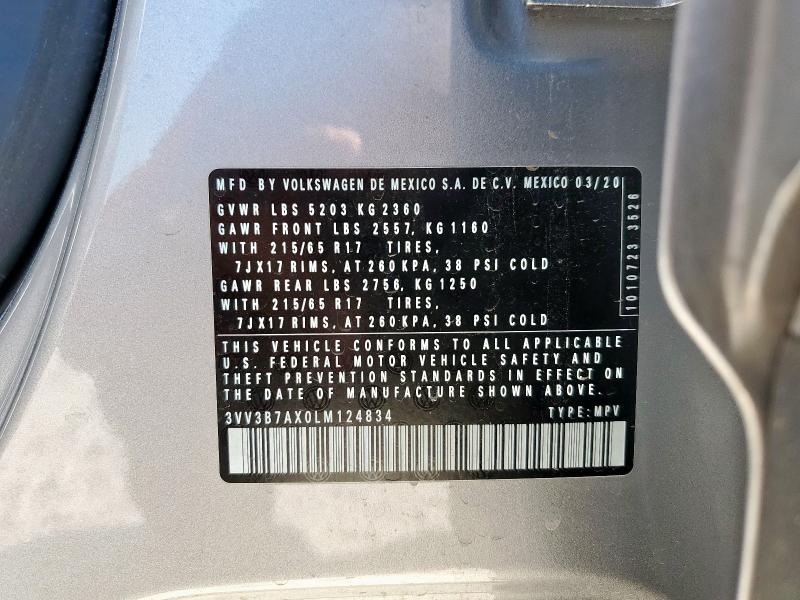 MFD BY VOLKSWAGEN DE MEXICO S.A. DE C.V. MEXICO 03/20
GVWR LBS 5203 KG 2360
GAWR FRONT LBS 2557, KG 1160
WITH 215/65 R17 TIRES,
7JX17 RIMS, AT 260 KPA, 38 PSI COLD
GAWR REAR LBS 2756, KG 1250
WITH 215/65 R17 TIRES,
7JX17 RIMS, AT 260 KPA, 38 PSI COLD
1010723 3526
THIS VEHICLE CONFORMS TO ALL APPLICABLE
U.S. FEDERAL MOTOR VEHICLE SAFETY AND
THEFT PREVENTION STANDARDS IN EFFECT ON
THE DATE OF MANUFACTURE SHOWN ABOVE.
3VV3B7AX0LM124834 TYPE: MPV